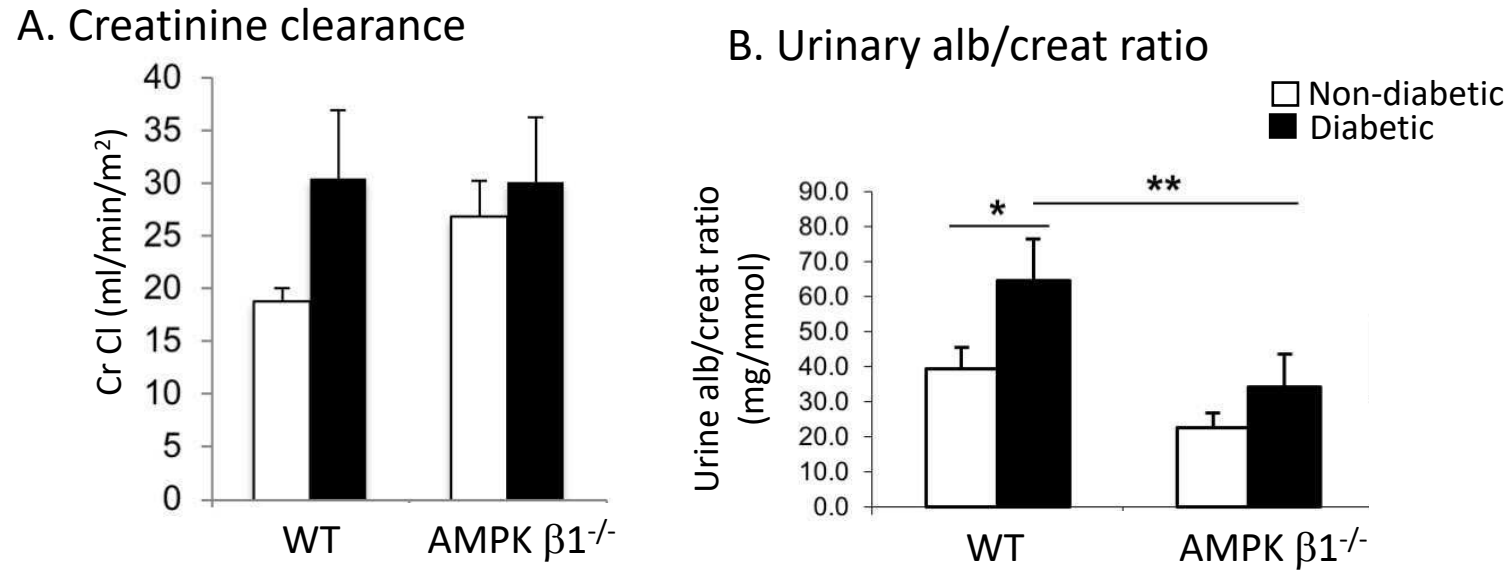 A. Creatinine clearance
Cr Cl (ml/min/m²)
40
35
30
25
20
15
10
5
0
WT
AMPK β1⁻/⁻
B. Urinary alb/creat ratio
Non-diabetic
Diabetic
Urine alb/creat ratio
(mg/mmol)
90.0
80.0
70.0
60.0
50.0
40.0
30.0
20.0
10.0
0.0
*
**
WT
AMPK β1⁻/⁻